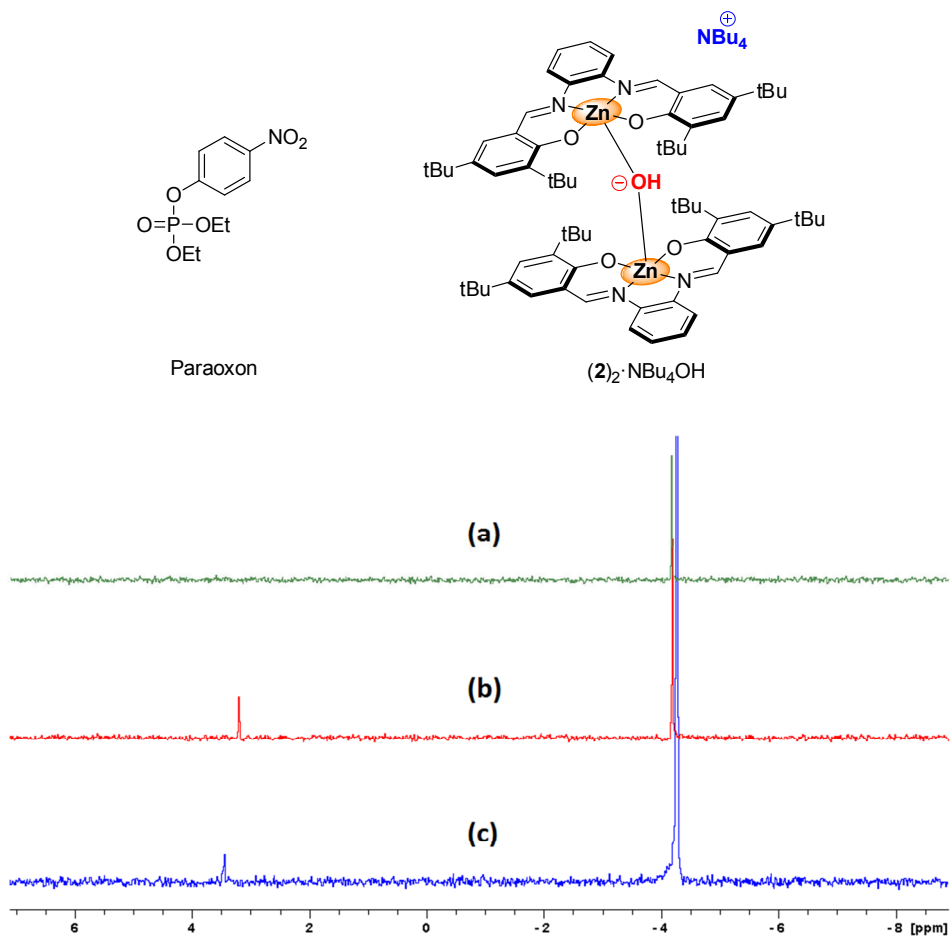 NO₂
O
O=P-OEt
OEt
Paraoxon
⊕
NBu₄
N N
Zn
O O
tBu
tBu
tBu
tBu
⊖ OH
tBu
tBu
tBu
tBu
O O
Zn
N N
(2)₂·NBu₄OH
(a)
(b)
(c)
6 4 2 0 -2 -4 -6 -8 [ppm]